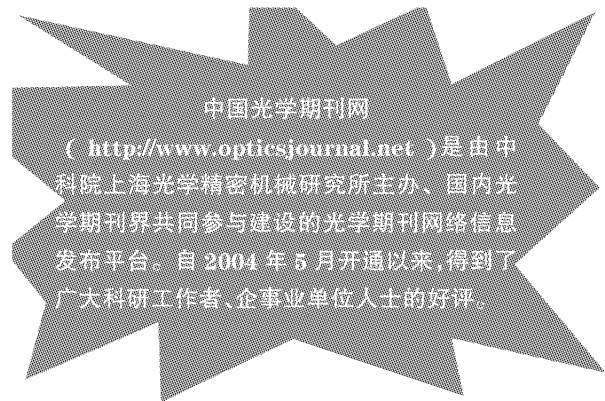 中国光学期刊网
( http://www.opticsjournal.net )是由中
科院上海光学精密机械研究所主办、国内光
学期刊界共同参与建设的光学期刊网络信息
发布平台。自 2004 年 5 月开通以来,得到了
广大科研工作者、企事业单位人士的好评。